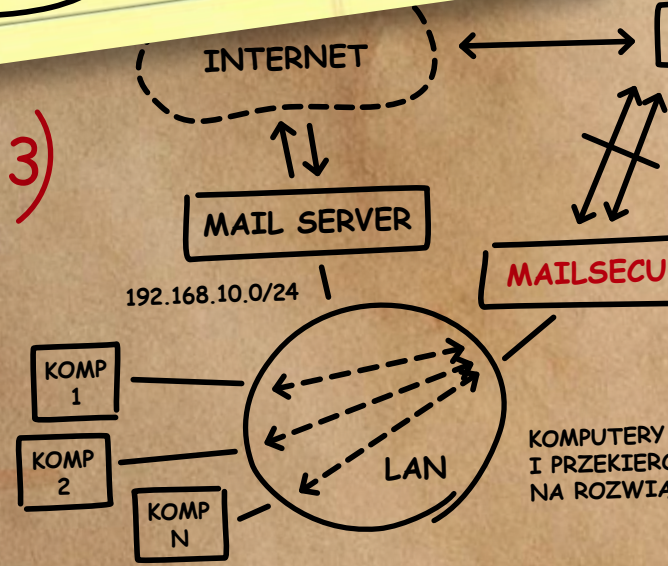 INTERNET
3)
MAIL SERVER
192.168.10.0/24
MAILSECU
KOMP
1
KOMP
2
KOMP
N
LAN
KOMPUTERY
I PRZEKIERO
NA ROZWIĄ